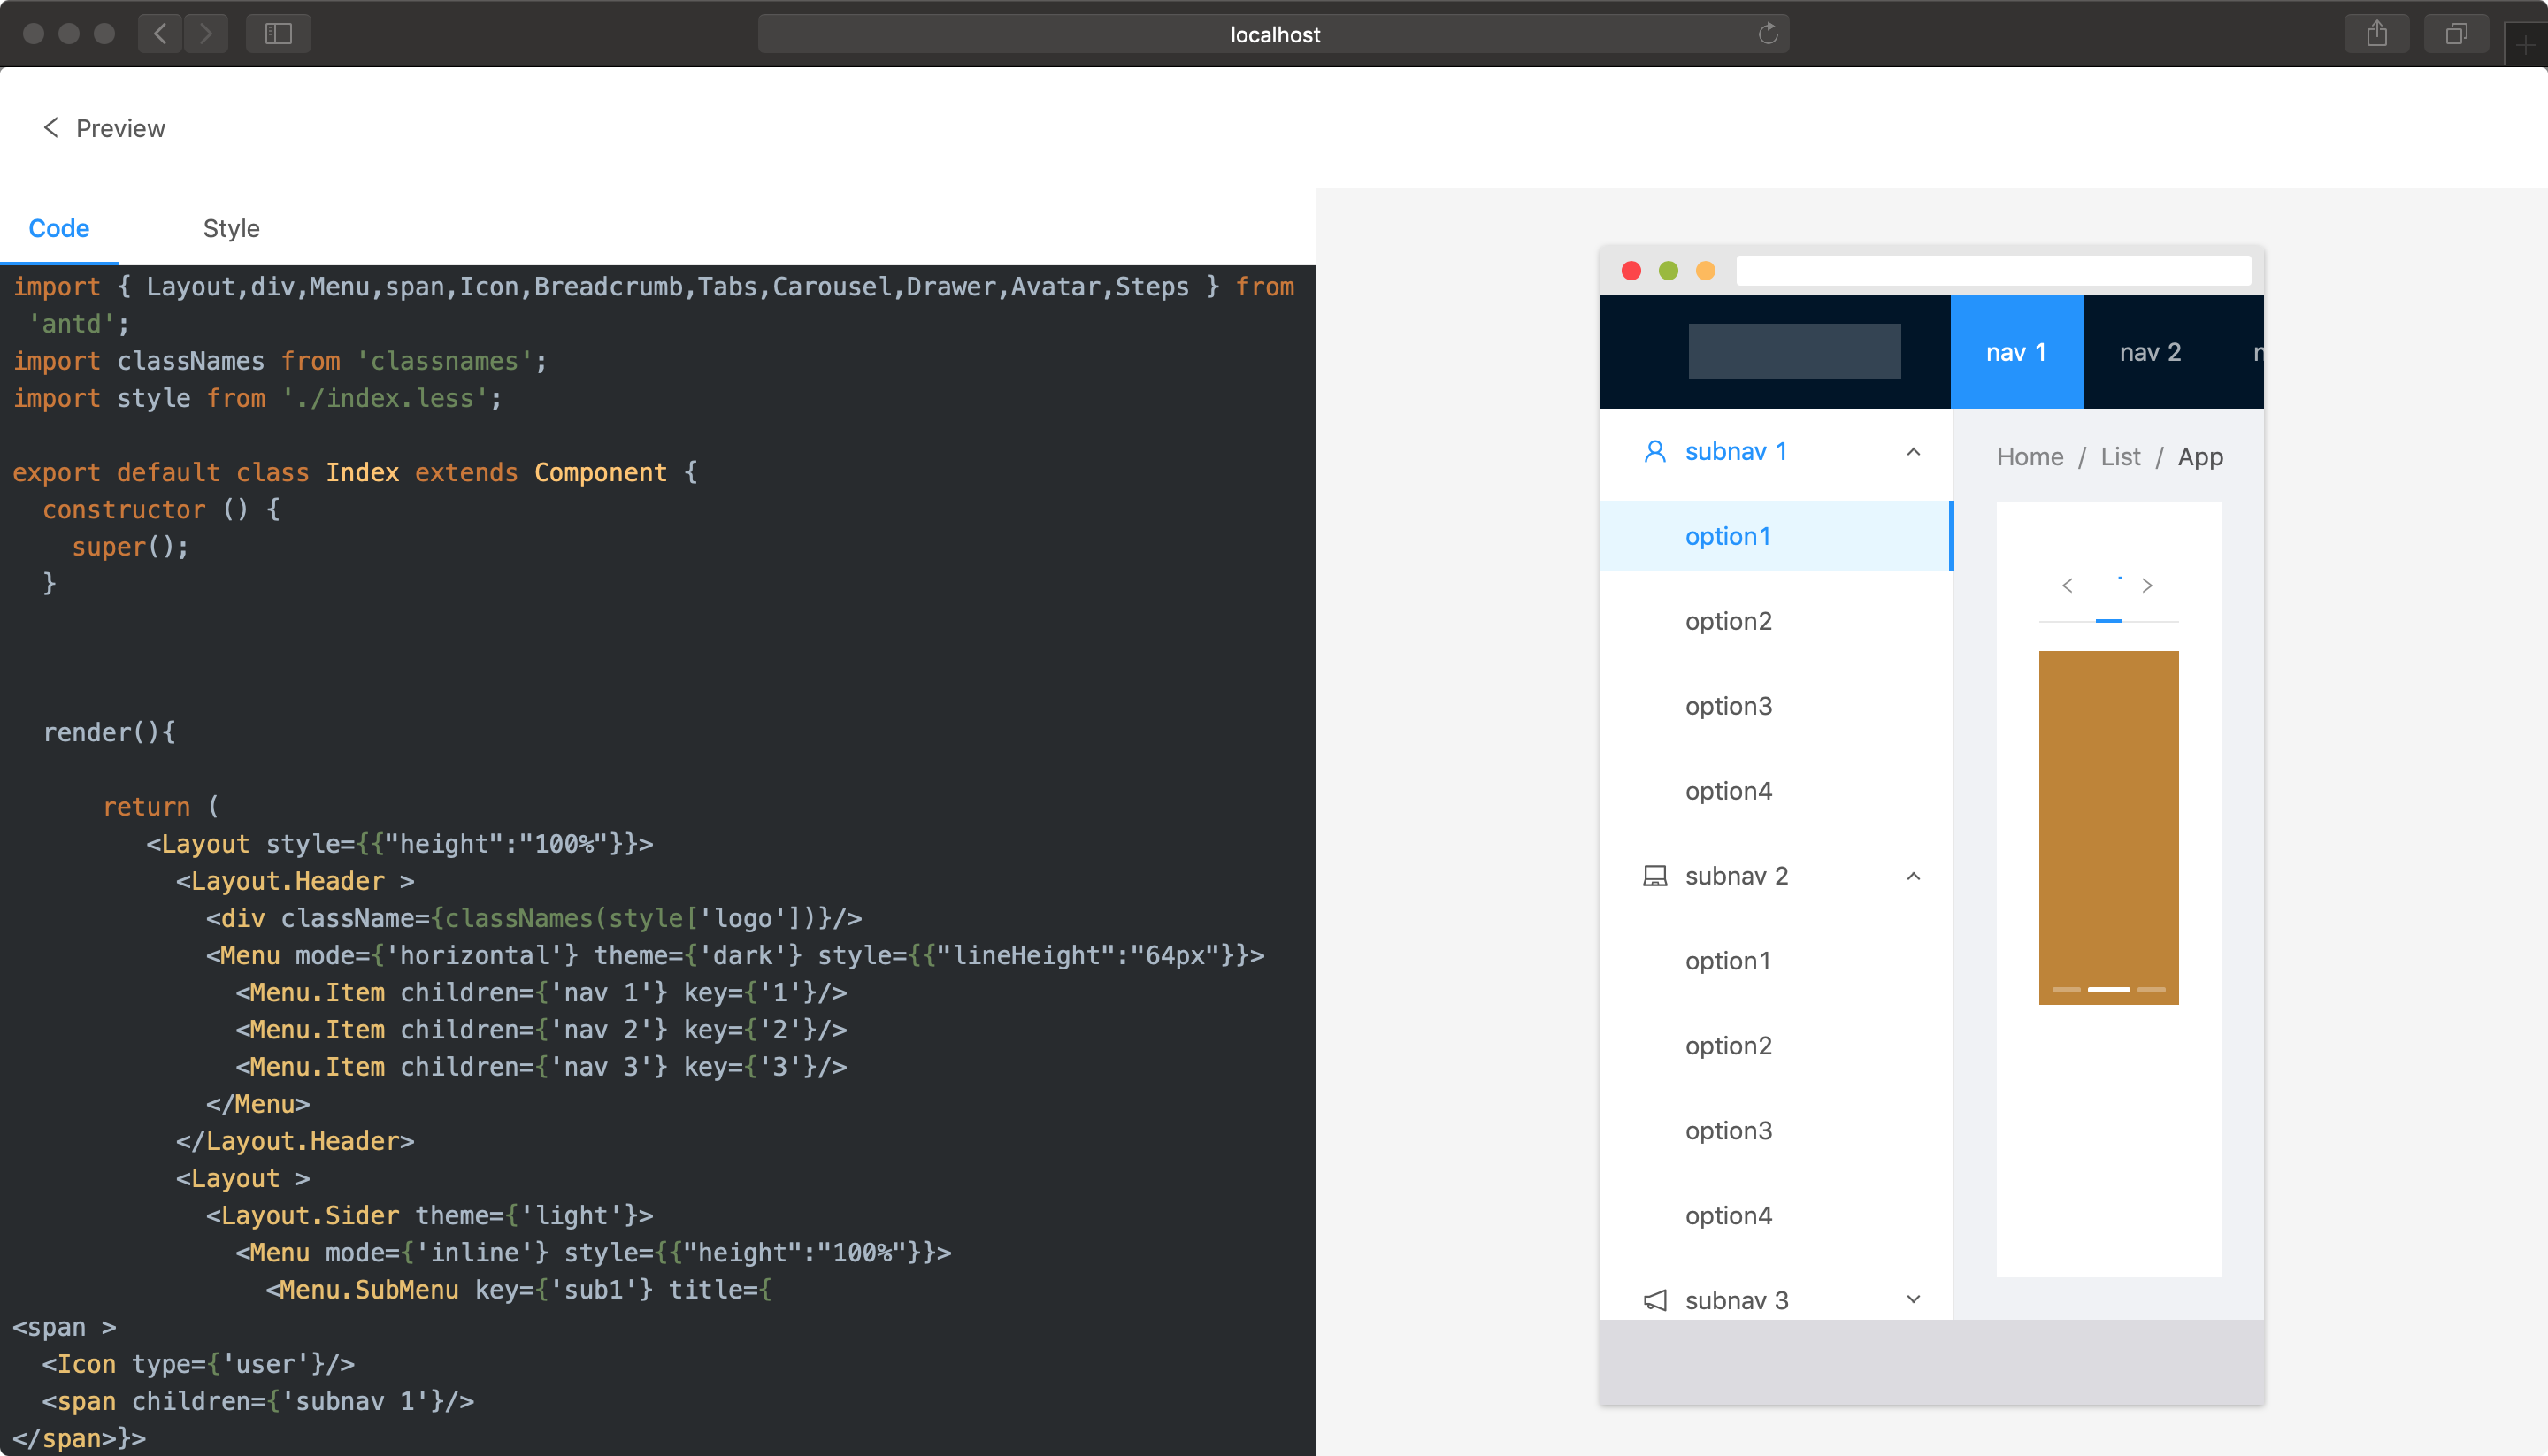 localhost
Preview
Code
Style
import { Layout,div,Menu,span,Icon,Breadcrumb,Tabs,Carousel,Drawer,Avatar,Steps } from
'antd';
import classNames from 'classnames';
import style from './index.less';
export default class Index extends Component {
constructor () {
super();
}
render(){
return (
<Layout style={{"height":"100%"}}>
<Layout.Header >
<div className={classNames(style['logo'])}/>
<Menu mode={'horizontal'} theme={'dark'} style={{"lineHeight":"64px"}}>
<Menu.Item children={'nav 1'} key={'1'}/>
<Menu.Item children={'nav 2'} key={'2'}/>
<Menu.Item children={'nav 3'} key={'3'}/>
</Menu>
</Layout.Header>
<Layout >
<Layout.Sider theme={'light'}>
<Menu mode={'inline'} style={{"height":"100%"}}>
<Menu.SubMenu key={'sub1'} title={
<span >
<Icon type={'user'}/>
<span children={'subnav 1'}/>
</span>}>
nav 1
nav 2
subnav 1
option1
option2
option3
option4
subnav 2
option1
option2
option3
option4
subnav 3
Home / List / App